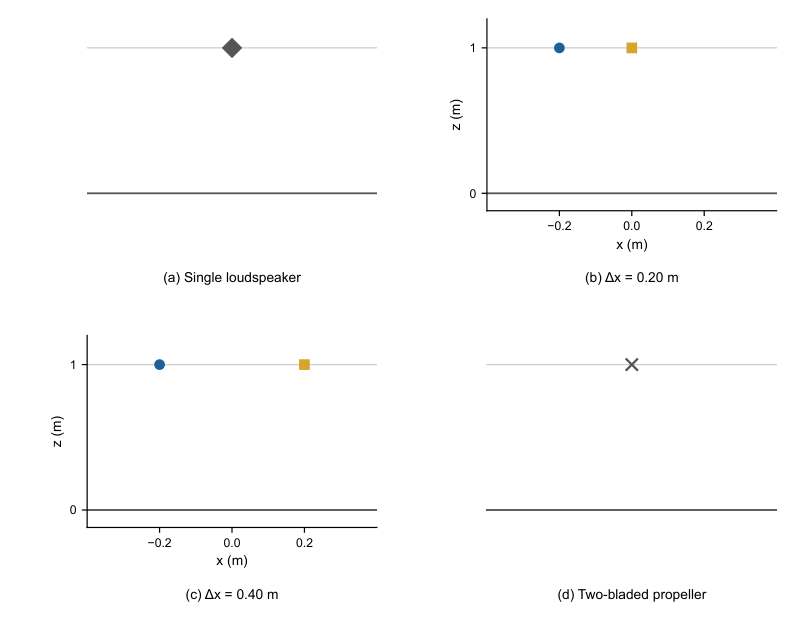 (a) Single loudspeaker
z (m)
1
0
−0.2 0.0 0.2
x (m)
(b) Δx = 0.20 m
z (m)
1
0
−0.2 0.0 0.2
x (m)
(c) Δx = 0.40 m
(d) Two-bladed propeller